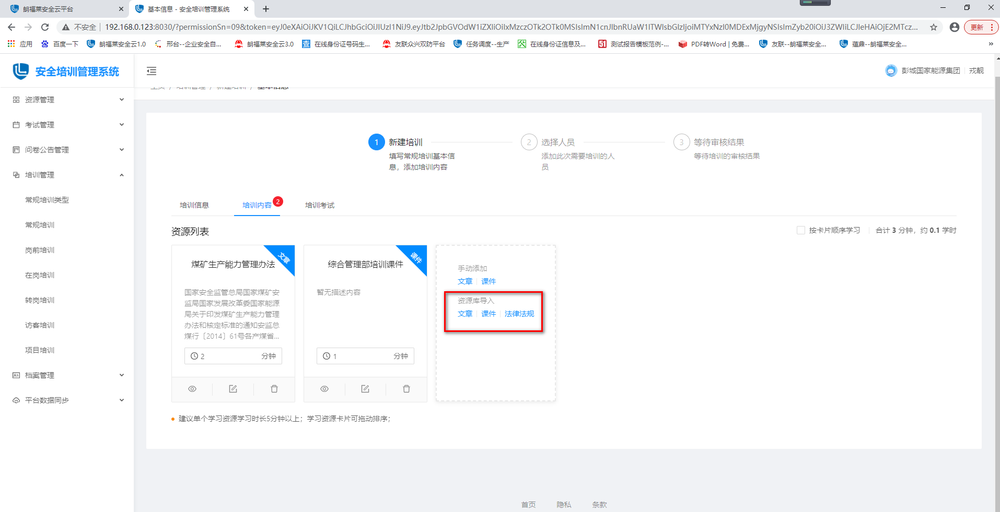 朗福莱安全云平台
基本信息 - 安全培训管理系统
不安全
192.168.0.123:8030/?permissionSn=09&token=eyJ0eXAiOiJKV1QiLCJhbGciOiJIUzI1NiJ9.eyJtb2JpbGVOdW1iZXIiOiIxMzczOTk2OTk0MSIsImN1cnJlbnRUaW1lTWlsbGlzIjoiMTYxNzI0MDExMjgyNSIsImZyb20iOiJ3ZWIiLCJleHAiOjE2MTcz...
更新
应用
百度一下
朗福莱安全云1.0
邢台--企业安全自...
朗福莱安全云3.0
在线身份证号码生...
友联众兴双防平台
任务调度--生产
在线身份证信息及...
测试报告模板范例-...
PDF转Word | 免费...
友联--朗福莱安全...
蕴鼎--朗福莱安全...
安全培训管理系统
彭城国家能源集团
戎靓
主页 / 培训管理 / 新建培训 / 基本信息
资源管理
考试管理
问卷公告管理
培训管理
常规培训类型
常规培训
岗前培训
在岗培训
转岗培训
访客培训
项目培训
档案管理
平台数据同步
1 新建培训
填写常规培训基本信
息，添加培训内容
2 选择人员
添加此次需要培训的人
员
3 等待审核结果
等待培训的审核结果
培训信息
培训内容 2
培训考试
资源列表
按卡片顺序学习
合计 3 分钟，约 0.1 学时
文章
煤矿生产能力管理办法
国家安全监管总局国家煤矿安
监局国家发展改革委国家能源
局关于印发煤矿生产能力管理
办法和核定标准的通知安监总
煤行〔2014〕61号各产煤省...
2 分钟
课件
综合管理部培训课件
暂无描述内容
1 分钟
手动添加
文章 课件
资源库导入
文章 课件 法律法规
建议单个学习资源学习时长5分钟以上；学习资源卡片可拖动排序；
首页
隐私
条款